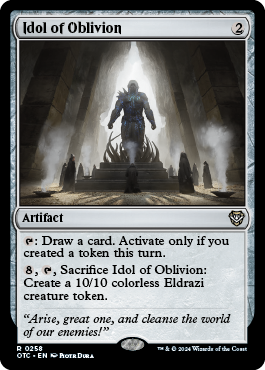 Idol of Oblivion 2
Artifact
: Draw a card. Activate only if you
created a token this turn.
8, , Sacrifice Idol of Oblivion:
Create a 10/10 colorless Eldrazi
creature token.
“Arise, great one, and cleanse the world
of our enemies!”
R 0258
OTC • EN Piotr Dura
™ & © 2024 Wizards of the Coast